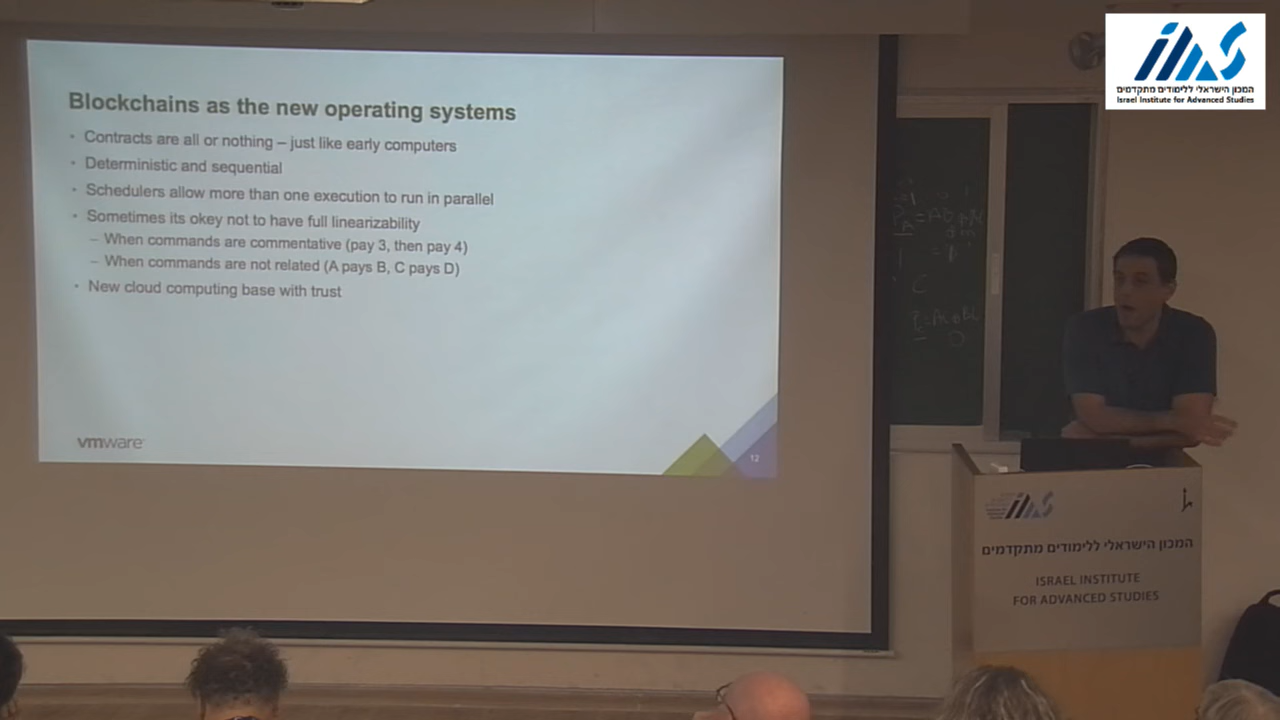 Blockchains as the new operating systems
• Contracts are all or nothing – just like early computers
• Deterministic and sequential
• Schedulers allow more than one execution to run in parallel
• Sometimes its okey not to have full linearizability
– When commands are commentative (pay 3, then pay 4)
– When commands are not related (A pays B, C pays D)
• New cloud computing base with trust
vmware
12
המכון הישראלי ללימודים מתקדמים
Israel Institute for Advanced Studies
המכון הישראלי ללימודים מתקדמים
ISRAEL INSTITUTE
FOR ADVANCED STUDIES